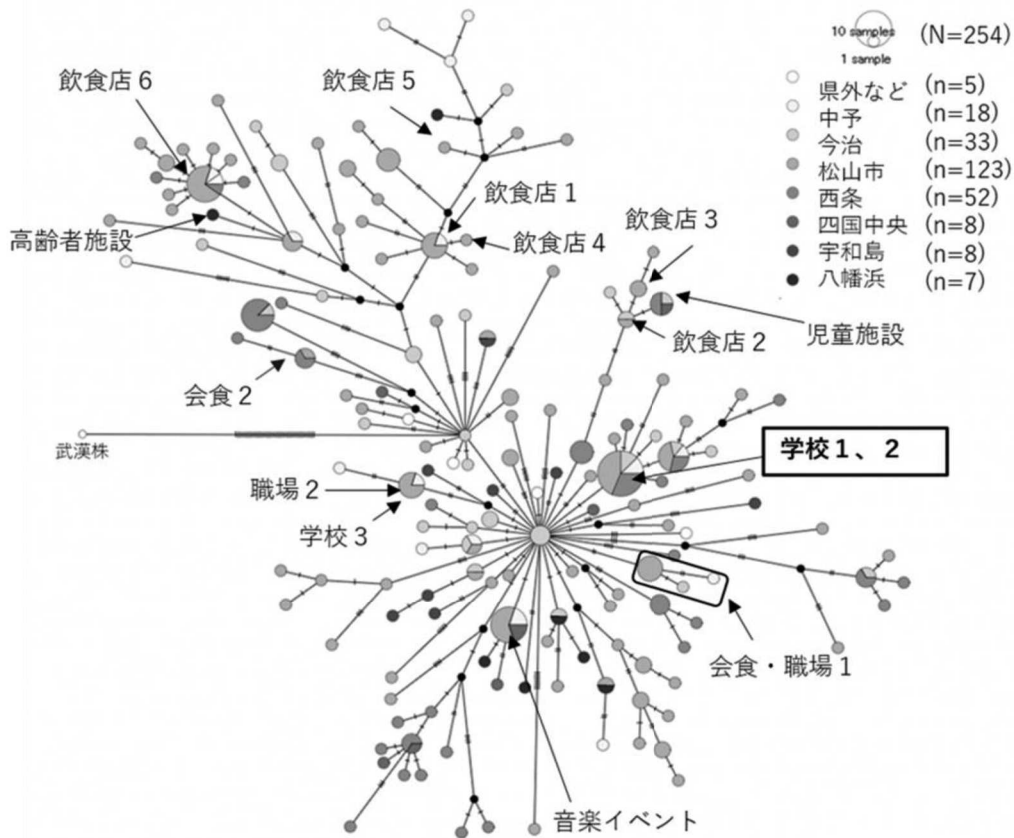 10 samples
(N=254)
1 sample
県外など (n=5)
中予 (n=18)
今治 (n=33)
松山市 (n=123)
西条 (n=52)
四国中央 (n=8)
宇和島 (n=8)
八幡浜 (n=7)
飲食店6
飲食店5
飲食店1
飲食店3
高齢者施設
飲食店4
飲食店2
児童施設
会食2
武漢株
学校1、2
職場2
学校3
会食・職場1
音楽イベント